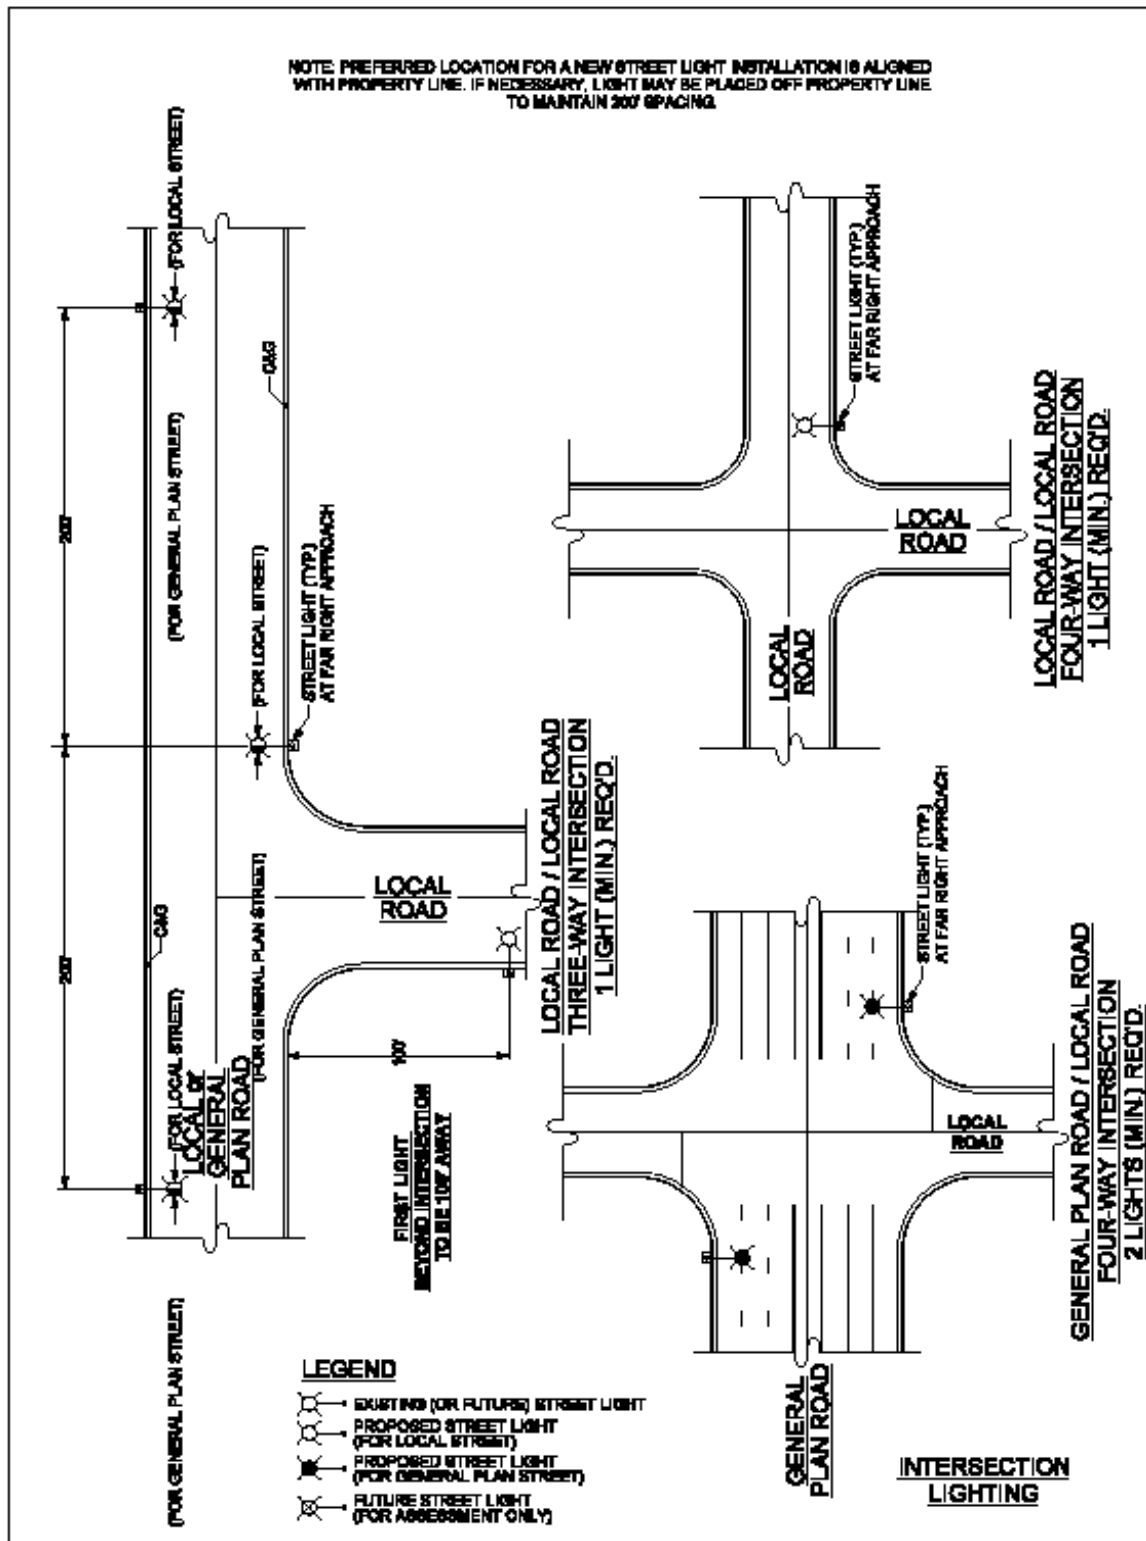 NOTE: PREFERRED LOCATION FOR A NEW STREET LIGHT INSTALLATION IS ALIGNED
WITH PROPERTY LINE. IF NECESSARY, LIGHT MAY BE PLACED OFF PROPERTY LINE
TO MAINTAIN 200' SPACING.
(FOR LOCAL STREET)
(FOR GENERAL PLAN STREET)
200'
C&G
(FOR LOCAL STREET)
STREET LIGHT (TYP.)
AT FAR RIGHT APPROACH
(FOR GENERAL PLAN STREET)
200'
C&G
LOCAL
ROAD
LOCAL ROAD / LOCAL ROAD
THREE-WAY INTERSECTION
1 LIGHT (MIN.) REQ'D.
(FOR LOCAL STREET)
LOCAL or
GENERAL
PLAN ROAD
100'
FIRST LIGHT
BEYOND INTERSECTION
TO BE 100' AWAY
(FOR GENERAL PLAN STREET)
STREET LIGHT (TYP.)
AT FAR RIGHT APPROACH
LOCAL
ROAD
LOCAL
ROAD
LOCAL ROAD / LOCAL ROAD
FOUR-WAY INTERSECTION
1 LIGHT (MIN.) REQ'D.
STREET LIGHT (TYP.)
AT FAR RIGHT APPROACH
LOCAL
ROAD
GENERAL PLAN ROAD / LOCAL ROAD
FOUR-WAY INTERSECTION
2 LIGHTS (MIN.) REQ'D.
GENERAL
PLAN ROAD
LEGEND
EXISTING (OR FUTURE) STREET LIGHT
PROPOSED STREET LIGHT
(FOR LOCAL STREET)
PROPOSED STREET LIGHT
(FOR GENERAL PLAN STREET)
FUTURE STREET LIGHT
(FOR ASSESSMENT ONLY)
INTERSECTION
LIGHTING